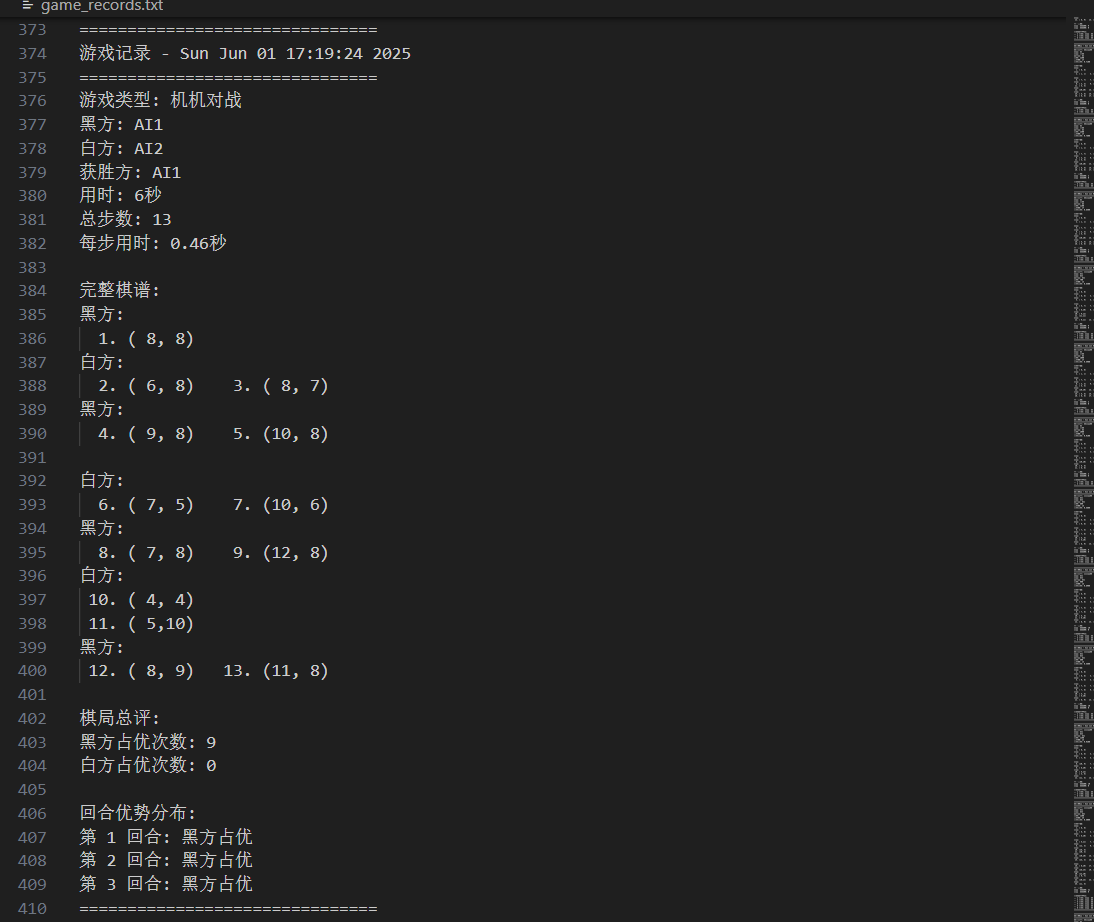 game_records.txt
373 ===============================
374 游戏记录 - Sun Jun 01 17:19:24 2025
375 ===============================
376 游戏类型: 机机对战
377 黑方: AI1
378 白方: AI2
379 获胜方: AI1
380 用时: 6秒
381 总步数: 13
382 每步用时: 0.46秒
383
384 完整棋谱:
385 黑方:
386   1. ( 8, 8)
387 白方:
388   2. ( 6, 8)    3. ( 8, 7)
389 黑方:
390   4. ( 9, 8)    5. (10, 8)
391
392 白方:
393   6. ( 7, 5)    7. (10, 6)
394 黑方:
395   8. ( 7, 8)    9. (12, 8)
396 白方:
397  10. ( 4, 4)
398  11. ( 5,10)
399 黑方:
400  12. ( 8, 9)   13. (11, 8)
401
402 棋局总评:
403 黑方占优次数: 9
404 白方占优次数: 0
405
406 回合优势分布:
407 第 1 回合: 黑方占优
408 第 2 回合: 黑方占优
409 第 3 回合: 黑方占优
410 ===============================